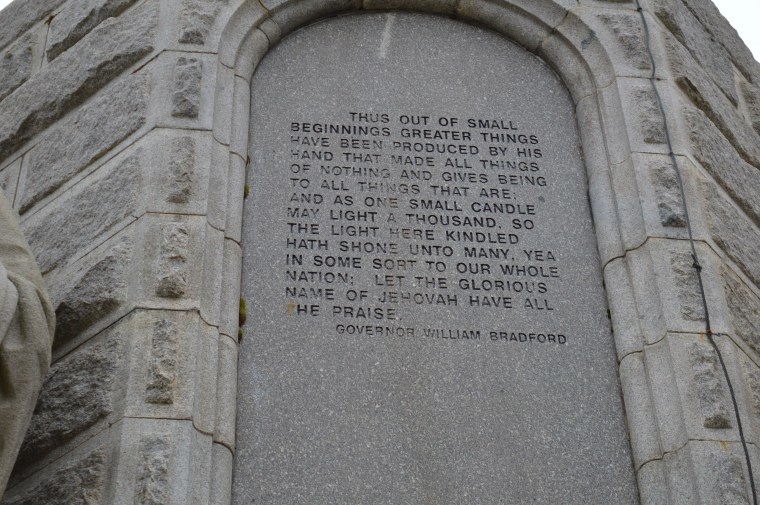 THUS OUT OF SMALL
BEGINNINGS GREATER THINGS
HAVE BEEN PRODUCED BY HIS
HAND THAT MADE ALL THINGS
OF NOTHING AND GIVES BEING
TO ALL THINGS THAT ARE;
AND AS ONE SMALL CANDLE
MAY LIGHT A THOUSAND, SO
THE LIGHT HERE KINDLED
HATH SHONE UNTO MANY, YEA
IN SOME SORT TO OUR WHOLE
NATION; LET THE GLORIOUS
NAME OF JEHOVAH HAVE ALL
THE PRAISE.
GOVERNOR WILLIAM BRADFORD